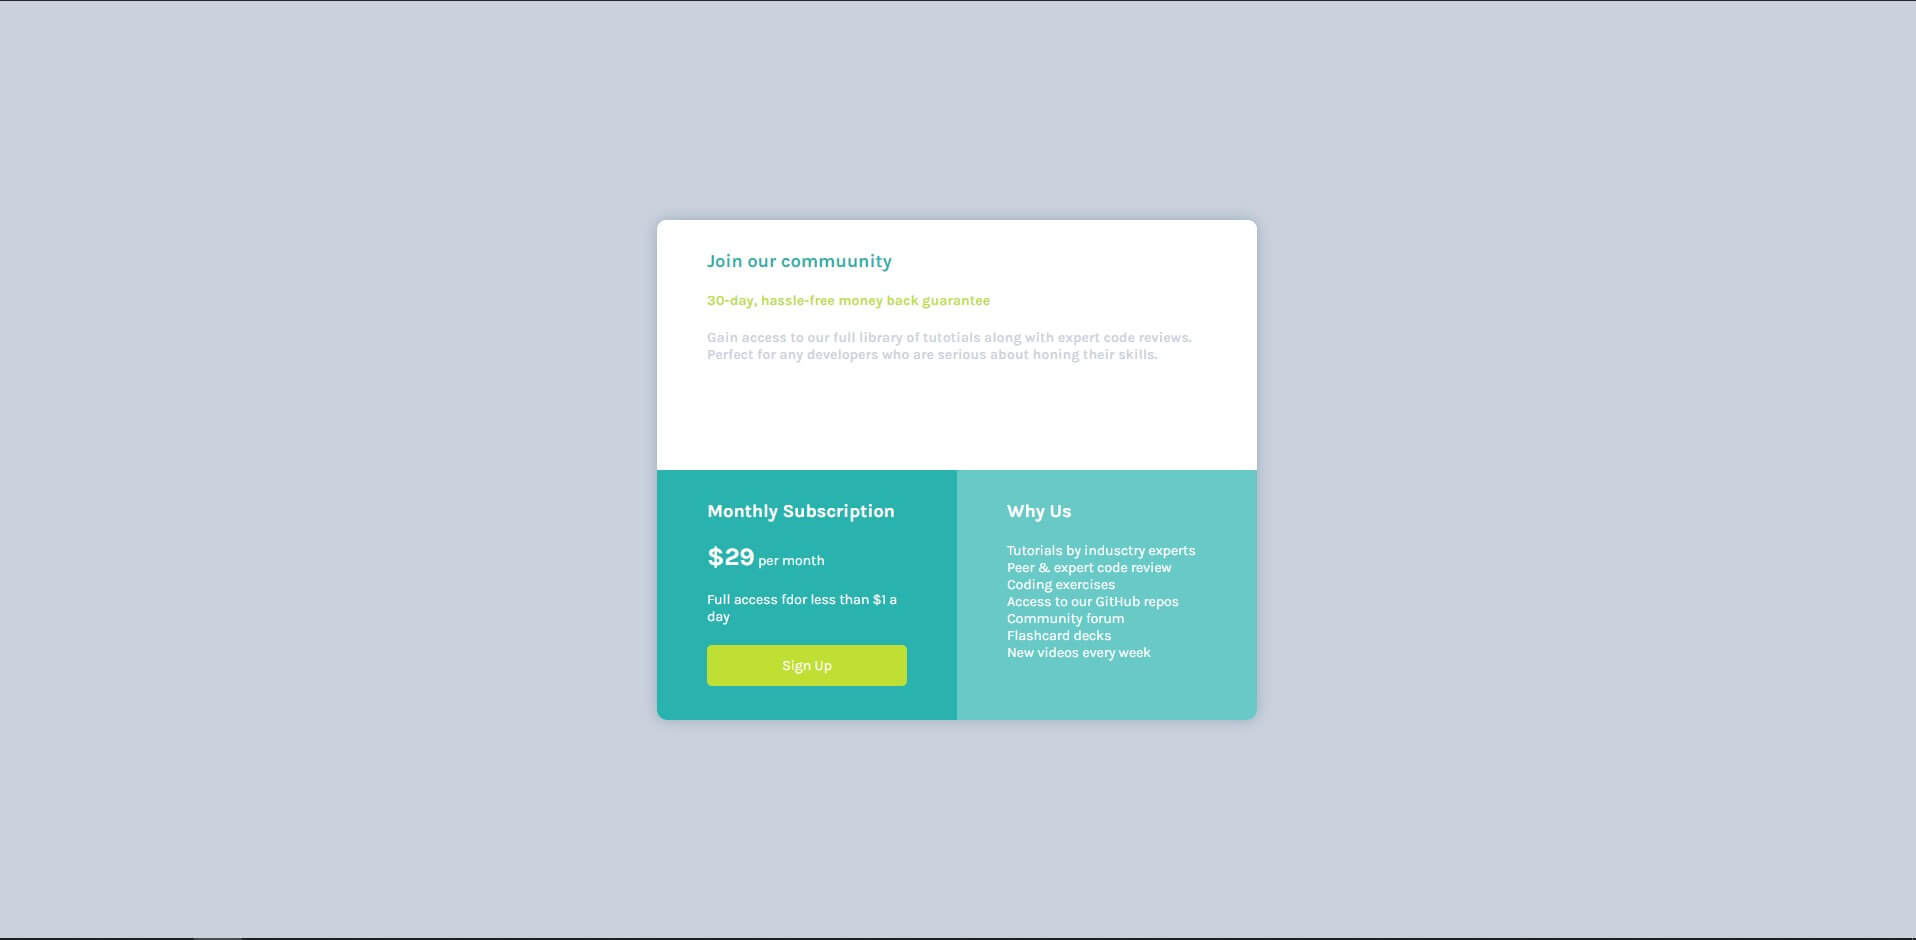 Join our commuunity
30-day, hassle-free money back guarantee
Gain access to our full library of tutotials along with expert code reviews.
Perfect for any developers who are serious about honing their skills.
Monthly Subscription
$29 per month
Full access fdor less than $1 a
day
Sign Up
Why Us
Tutorials by indusctry experts
Peer & expert code review
Coding exercises
Access to our GitHub repos
Community forum
Flashcard decks
New videos every week